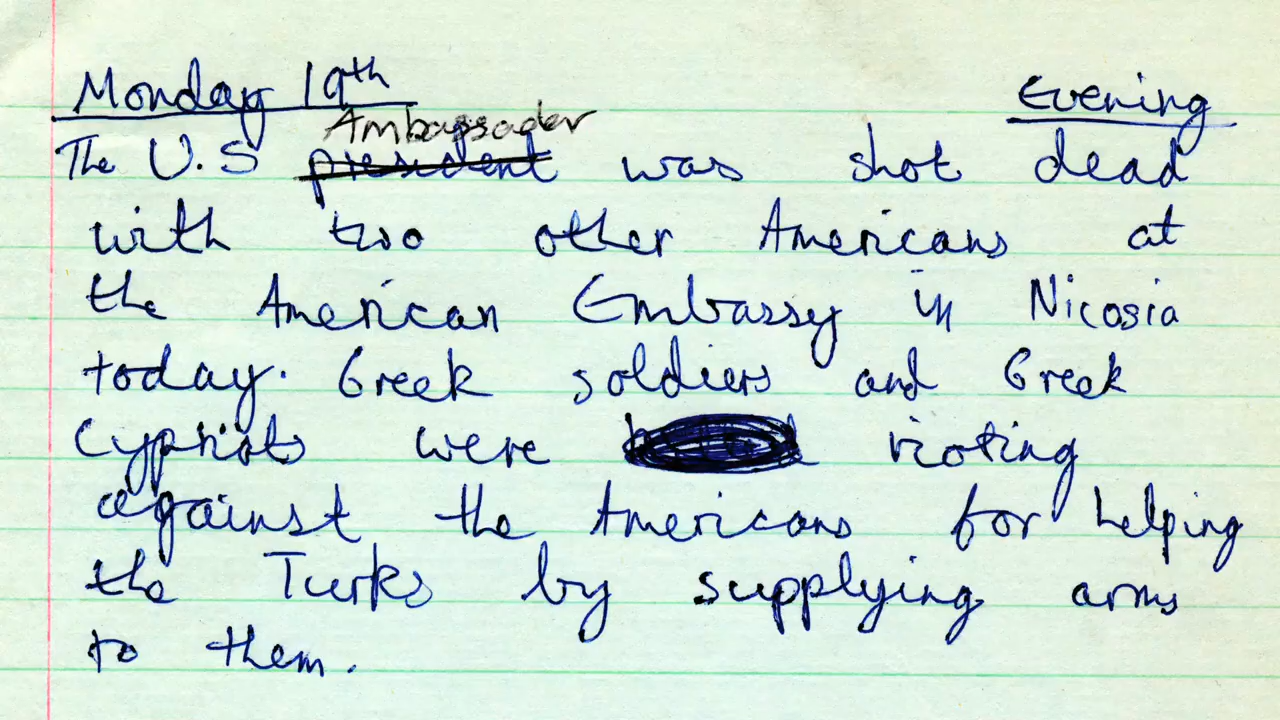 Monday 19th Evening
Ambassader
The U.S president was shot dead
with two other Americans at
the American Embassy in Nicosia
today. Greek soldiers and Greek
Cypriots were rioting
against the Americans for helping
the Turks by supplying arms
to them.